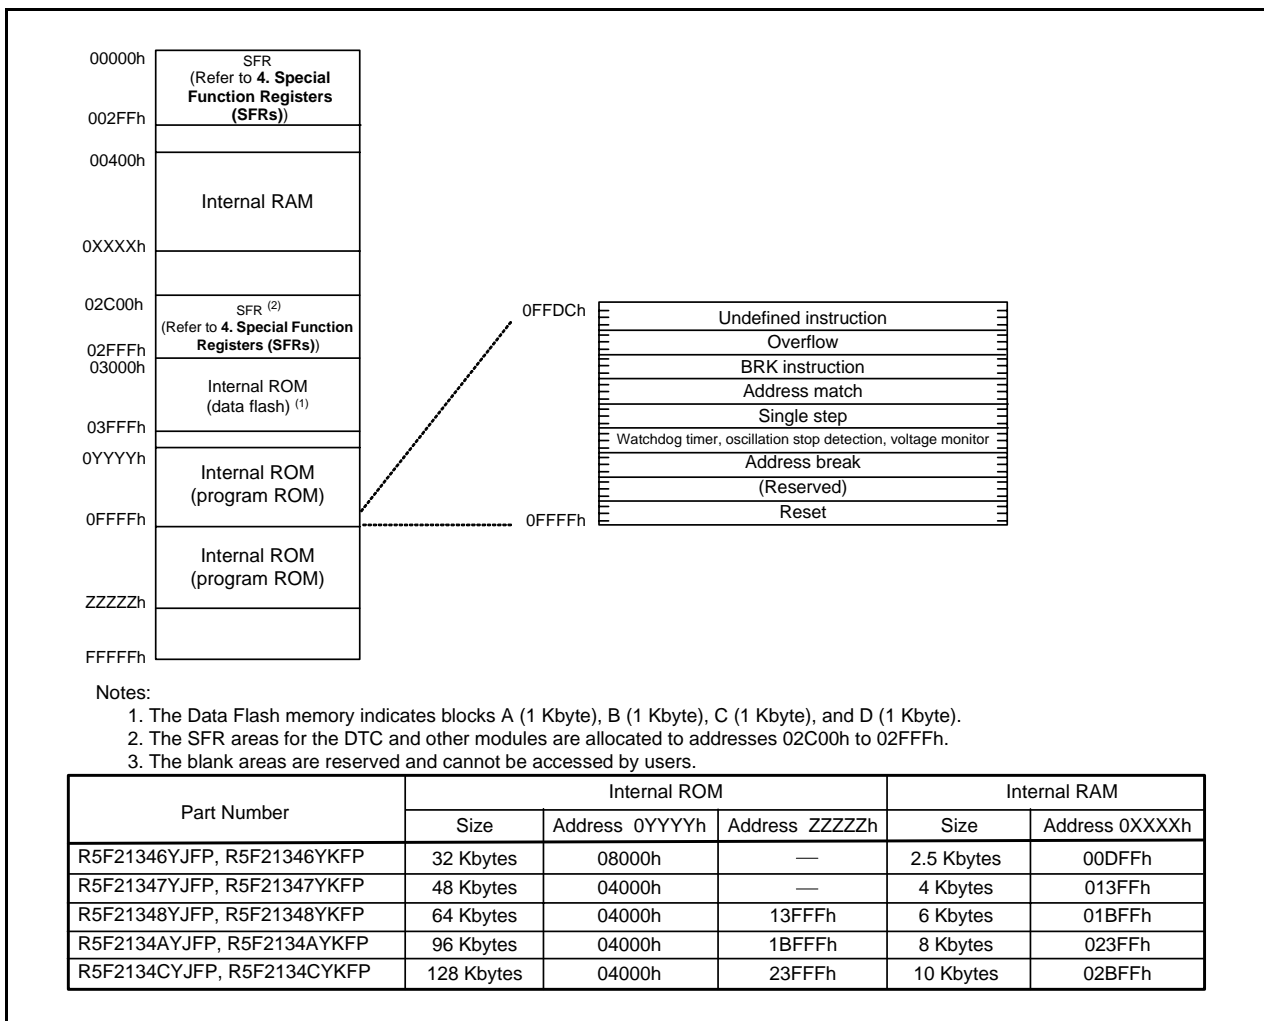 00000h
SFR
(Refer to 4. Special
Function Registers
(SFRs))
002FFh
00400h
Internal RAM
0XXXXh
02C00h
SFR (2)
(Refer to 4. Special Function
Registers (SFRs))
02FFFh
03000h
Internal ROM
(data flash) (1)
03FFFh
0YYYYh
Internal ROM
(program ROM)
0FFFFh
Internal ROM
(program ROM)
ZZZZZh
FFFFFh
0FFDCh
Undefined instruction
Overflow
BRK instruction
Address match
Single step
Watchdog timer, oscillation stop detection, voltage monitor
Address break
(Reserved)
Reset
0FFFFh
Notes:
1. The Data Flash memory indicates blocks A (1 Kbyte), B (1 Kbyte), C (1 Kbyte), and D (1 Kbyte).
2. The SFR areas for the DTC and other modules are allocated to addresses 02C00h to 02FFFh.
3. The blank areas are reserved and cannot be accessed by users.
Part Number Internal ROM Internal RAM
Size Address 0YYYYh Address ZZZZZh Size Address 0XXXXh
R5F21346YJFP, R5F21346YKFP 32 Kbytes 08000h — 2.5 Kbytes 00DFFh
R5F21347YJFP, R5F21347YKFP 48 Kbytes 04000h — 4 Kbytes 013FFh
R5F21348YJFP, R5F21348YKFP 64 Kbytes 04000h 13FFFh 6 Kbytes 01BFFh
R5F2134AYJFP, R5F2134AYKFP 96 Kbytes 04000h 1BFFFh 8 Kbytes 023FFh
R5F2134CYJFP, R5F2134CYKFP 128 Kbytes 04000h 23FFFh 10 Kbytes 02BFFh